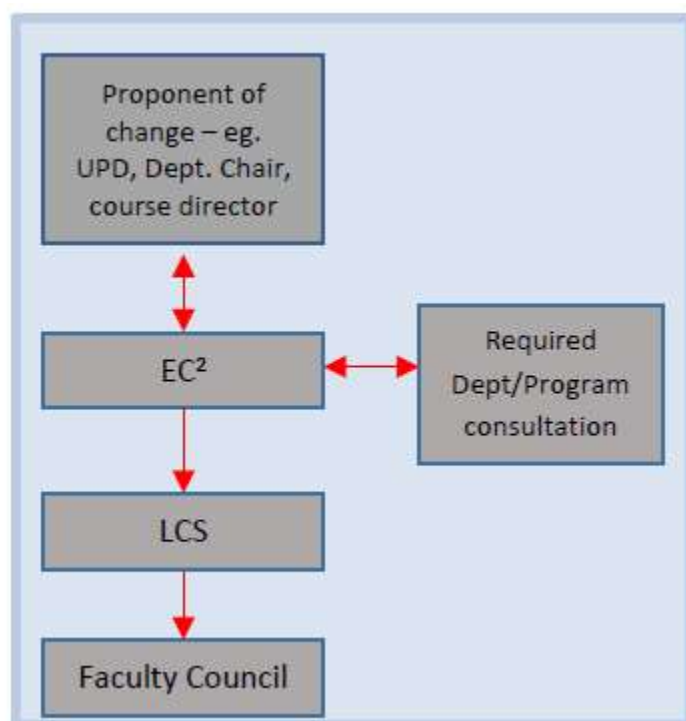 Proponent of
change – eg.
UPD, Dept. Chair,
course director
EC²
Required
Dept/Program
consultation
LCS
Faculty Council